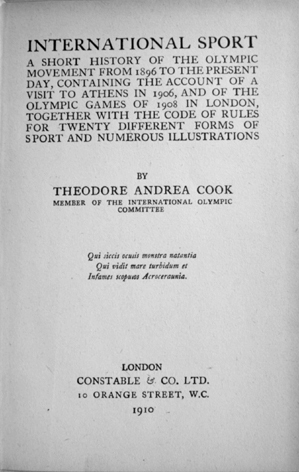 INTERNATIONAL SPORT
A SHORT HISTORY OF THE OLYMPIC
MOVEMENT FROM 1896 TO THE PRESENT
DAY, CONTAINING THE ACCOUNT OF A
VISIT TO ATHENS IN 1906, AND OF THE
OLYMPIC GAMES OF 1908 IN LONDON,
TOGETHER WITH THE CODE OF RULES
FOR TWENTY DIFFERENT FORMS OF
SPORT AND NUMEROUS ILLUSTRATIONS
BY
THEODORE ANDREA COOK
MEMBER OF THE INTERNATIONAL OLYMPIC
COMMITTEE
Qui siccis oculis monstra natantia
Qui vidit mare turbidum et
Infames scopulos Acroceraunia.
LONDON
CONSTABLE & CO. LTD.
10 ORANGE STREET, W.C.
1910